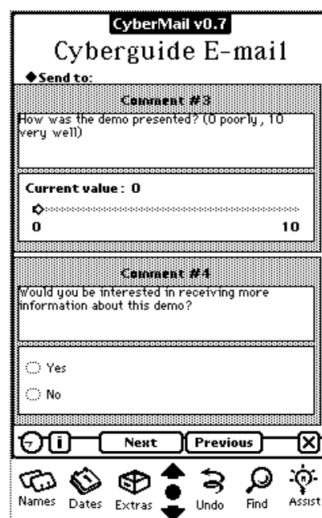 CyberMail v0.7
Cyberguide E-mail
◆Send to:
Comment #3
How was the demo presented? (0 poorly, 10
very well)
Current value: 0
0 10
Comment #4
Would you be interested in receiving more
information about this demo?
Yes
No
i Next Previous X
Names Dates Extras Undo Find Assist